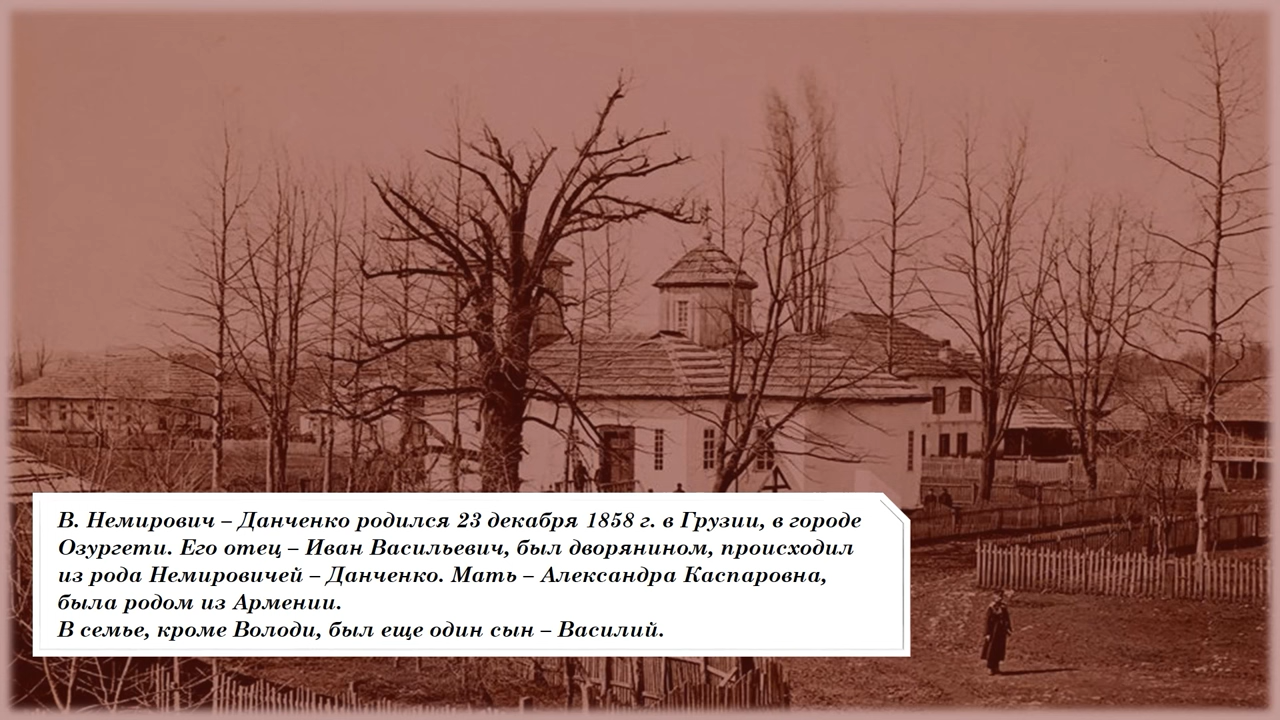 В. Немирович – Данченко родился 23 декабря 1858 г. в Грузии, в городе
Озургети. Его отец – Иван Васильевич, был дворянином, происходил
из рода Немировичей – Данченко. Мать – Александра Каспаровна,
была родом из Армении.
В семье, кроме Володи, был еще один сын – Василий.